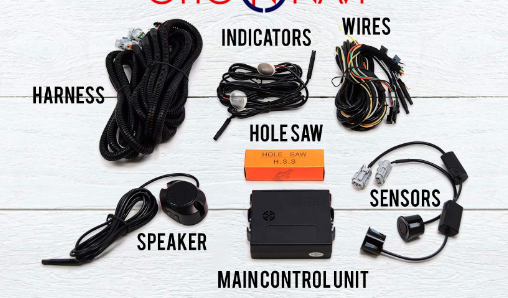 INDICATORS
WIRES
HARNESS
HOLE SAW
HOLE SAW
H.S.S
SENSORS
SPEAKER
MAIN CONTROL UNIT